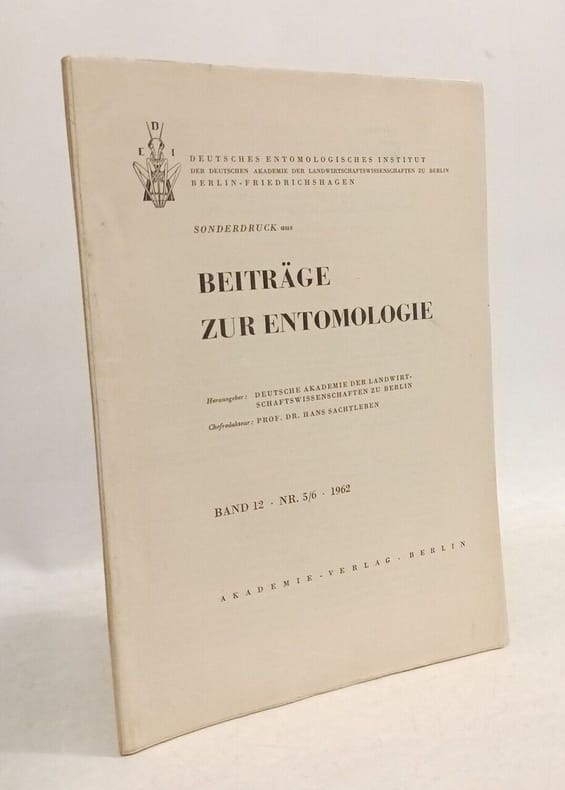 D
E I
DEUTSCHES ENTOMOLOGISCHES INSTITUT
DER DEUTSCHEN AKADEMIE DER LANDWIRTSCHAFTSWISSENSCHAFTEN ZU BERLIN
BERLIN-FRIEDRICHSHAGEN
SONDERDRUCK aus
BEITRÄGE
ZUR ENTOMOLOGIE
Herausgeber: DEUTSCHE AKADEMIE DER LANDWIRT-
SCHAFTSWISSENSCHAFTEN ZU BERLIN
Chefredakteur: PROF. DR. HANS SACHTLEBEN
BAND 12 · NR. 5/6 · 1962
AKADEMIE-VERLAG · BERLIN